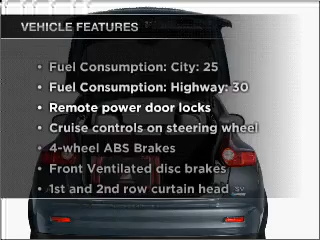 VEHICLE FEATURES
• Fuel Consumption: City: 25
• Fuel Consumption: Highway: 30
• Remote power door locks
• Cruise controls on steering wheel
• 4-wheel ABS Brakes
• Front Ventilated disc brakes
• 1st and 2nd row curtain head
SV